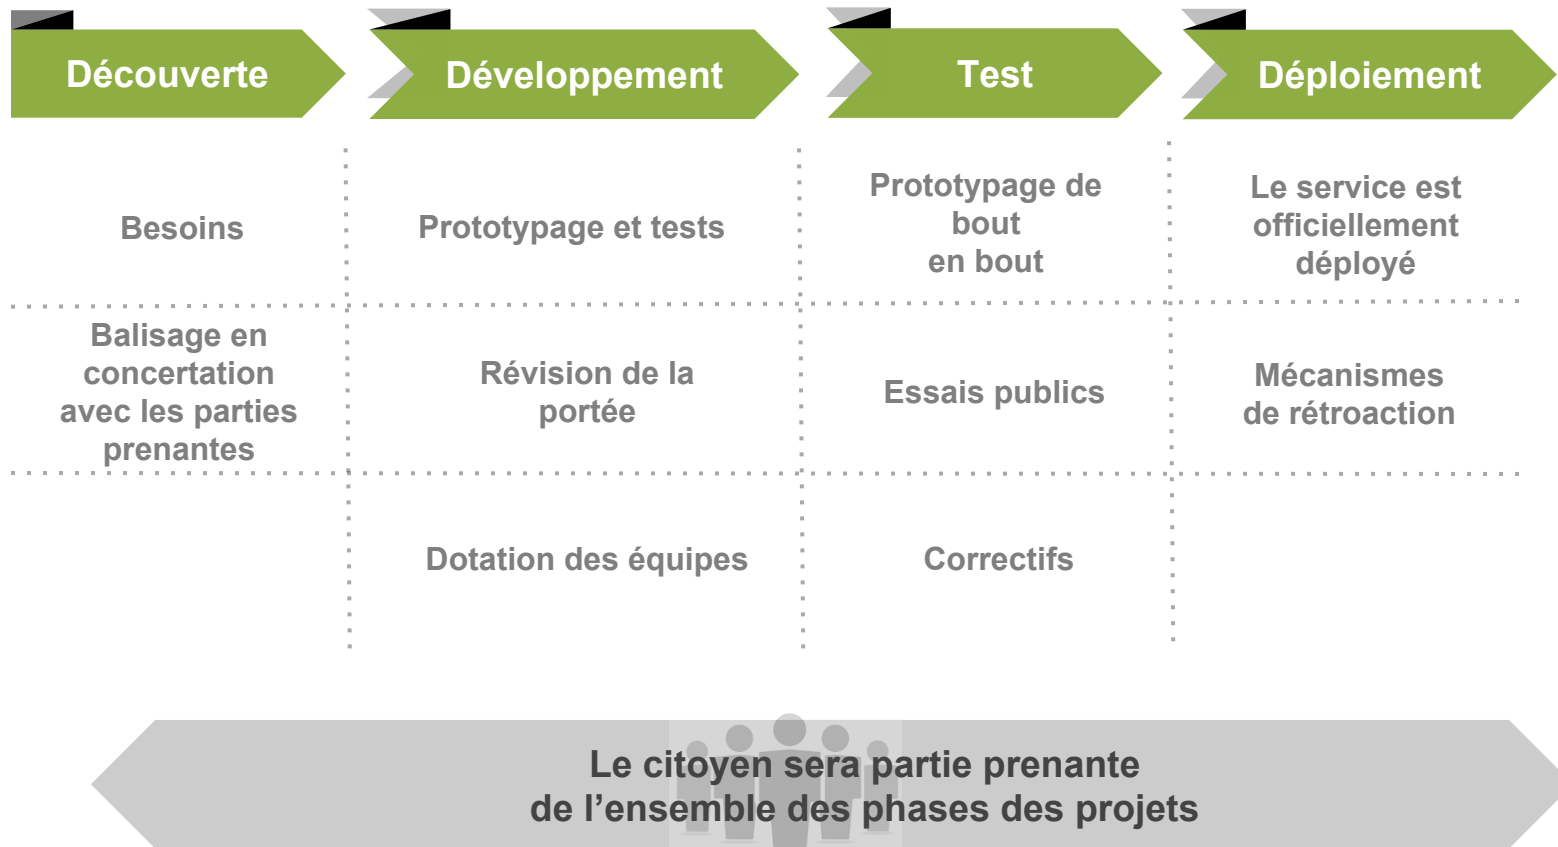 Découverte
Développement
Test
Déploiement
Besoins
Prototypage et tests
Prototypage de
bout
en bout
Le service est
officiellement
déployé
Balisage en
concertation
avec les parties
prenantes
Révision de la
portée
Essais publics
Mécanismes
de rétroaction
Dotation des équipes
Correctifs
Le citoyen sera partie prenante
de l’ensemble des phases des projets